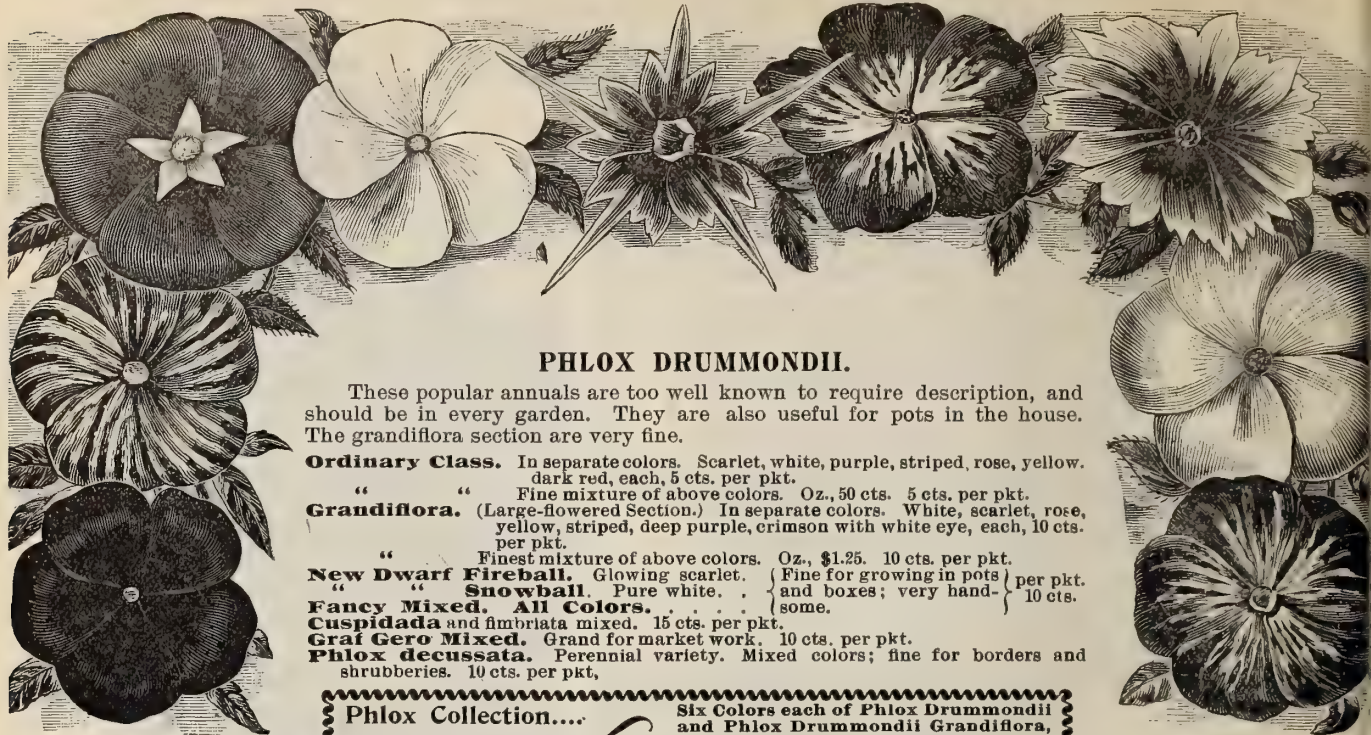 PHLOX DRUMMONDII.
These popular annuals are too well known to require description, and
should be in every garden. They are also useful for pots in the house.
The grandiflora section are very fine.
Ordinary Class. In separate colors. Scarlet, white, purple, striped, rose, yellow.
dark red, each, 5 cts. per pkt.
“ “ Fine mixture of above colors. Oz., 50 cts. 5 cts. per pkt.
Grandiflora. (Large-flowered Section.) In separate colors. White, scarlet, rose,
yellow, striped, deep purple, crimson with white eye, each, 10 cts.
per pkt.
“ Finest mixture of above colors. Oz., $1.25. 10 cts. per pkt.
New Dwarf Fireball. Glowing scarlet. { Fine for growing in pots } per pkt.
“ “ Snowball. Pure white. . { and boxes; very hand- } 10 cts.
Fancy Mixed. All Colors. . . . . { some.
Cuspidada and fimbriata mixed. 15 cts. per pkt.
Graf Gero Mixed. Grand for market work. 10 cts. per pkt.
Phlox decussata. Perennial variety. Mixed colors; fine for borders and
shrubberies. 10 cts. per pkt,
Phlox Collection....
Six Colors each of Phlox Drummondii
and Phlox Drummondii Grandiflora,